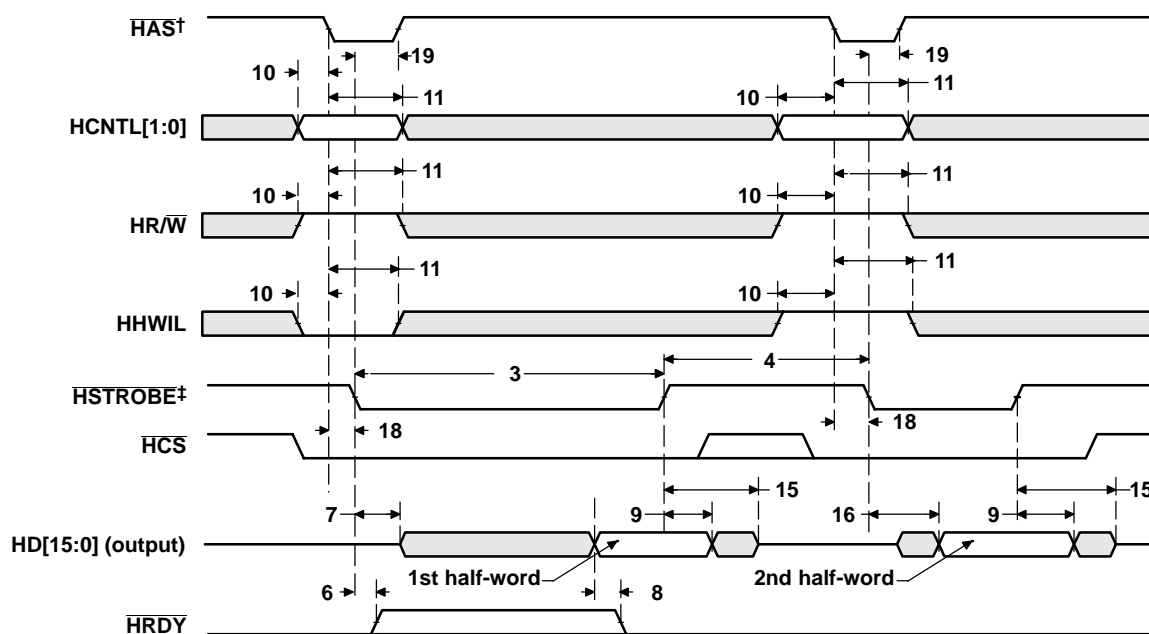 HAS†
19 19
10 11 10 11
HCNTL[1:0]
11 11
10 10
HR/W
11 11
10 10
HHWIL
3 4
HSTROBE‡
18 18
HCS
15 15
7 9 16 9
HD[15:0] (output)
1st half-word 2nd half-word
6 8
HRDY